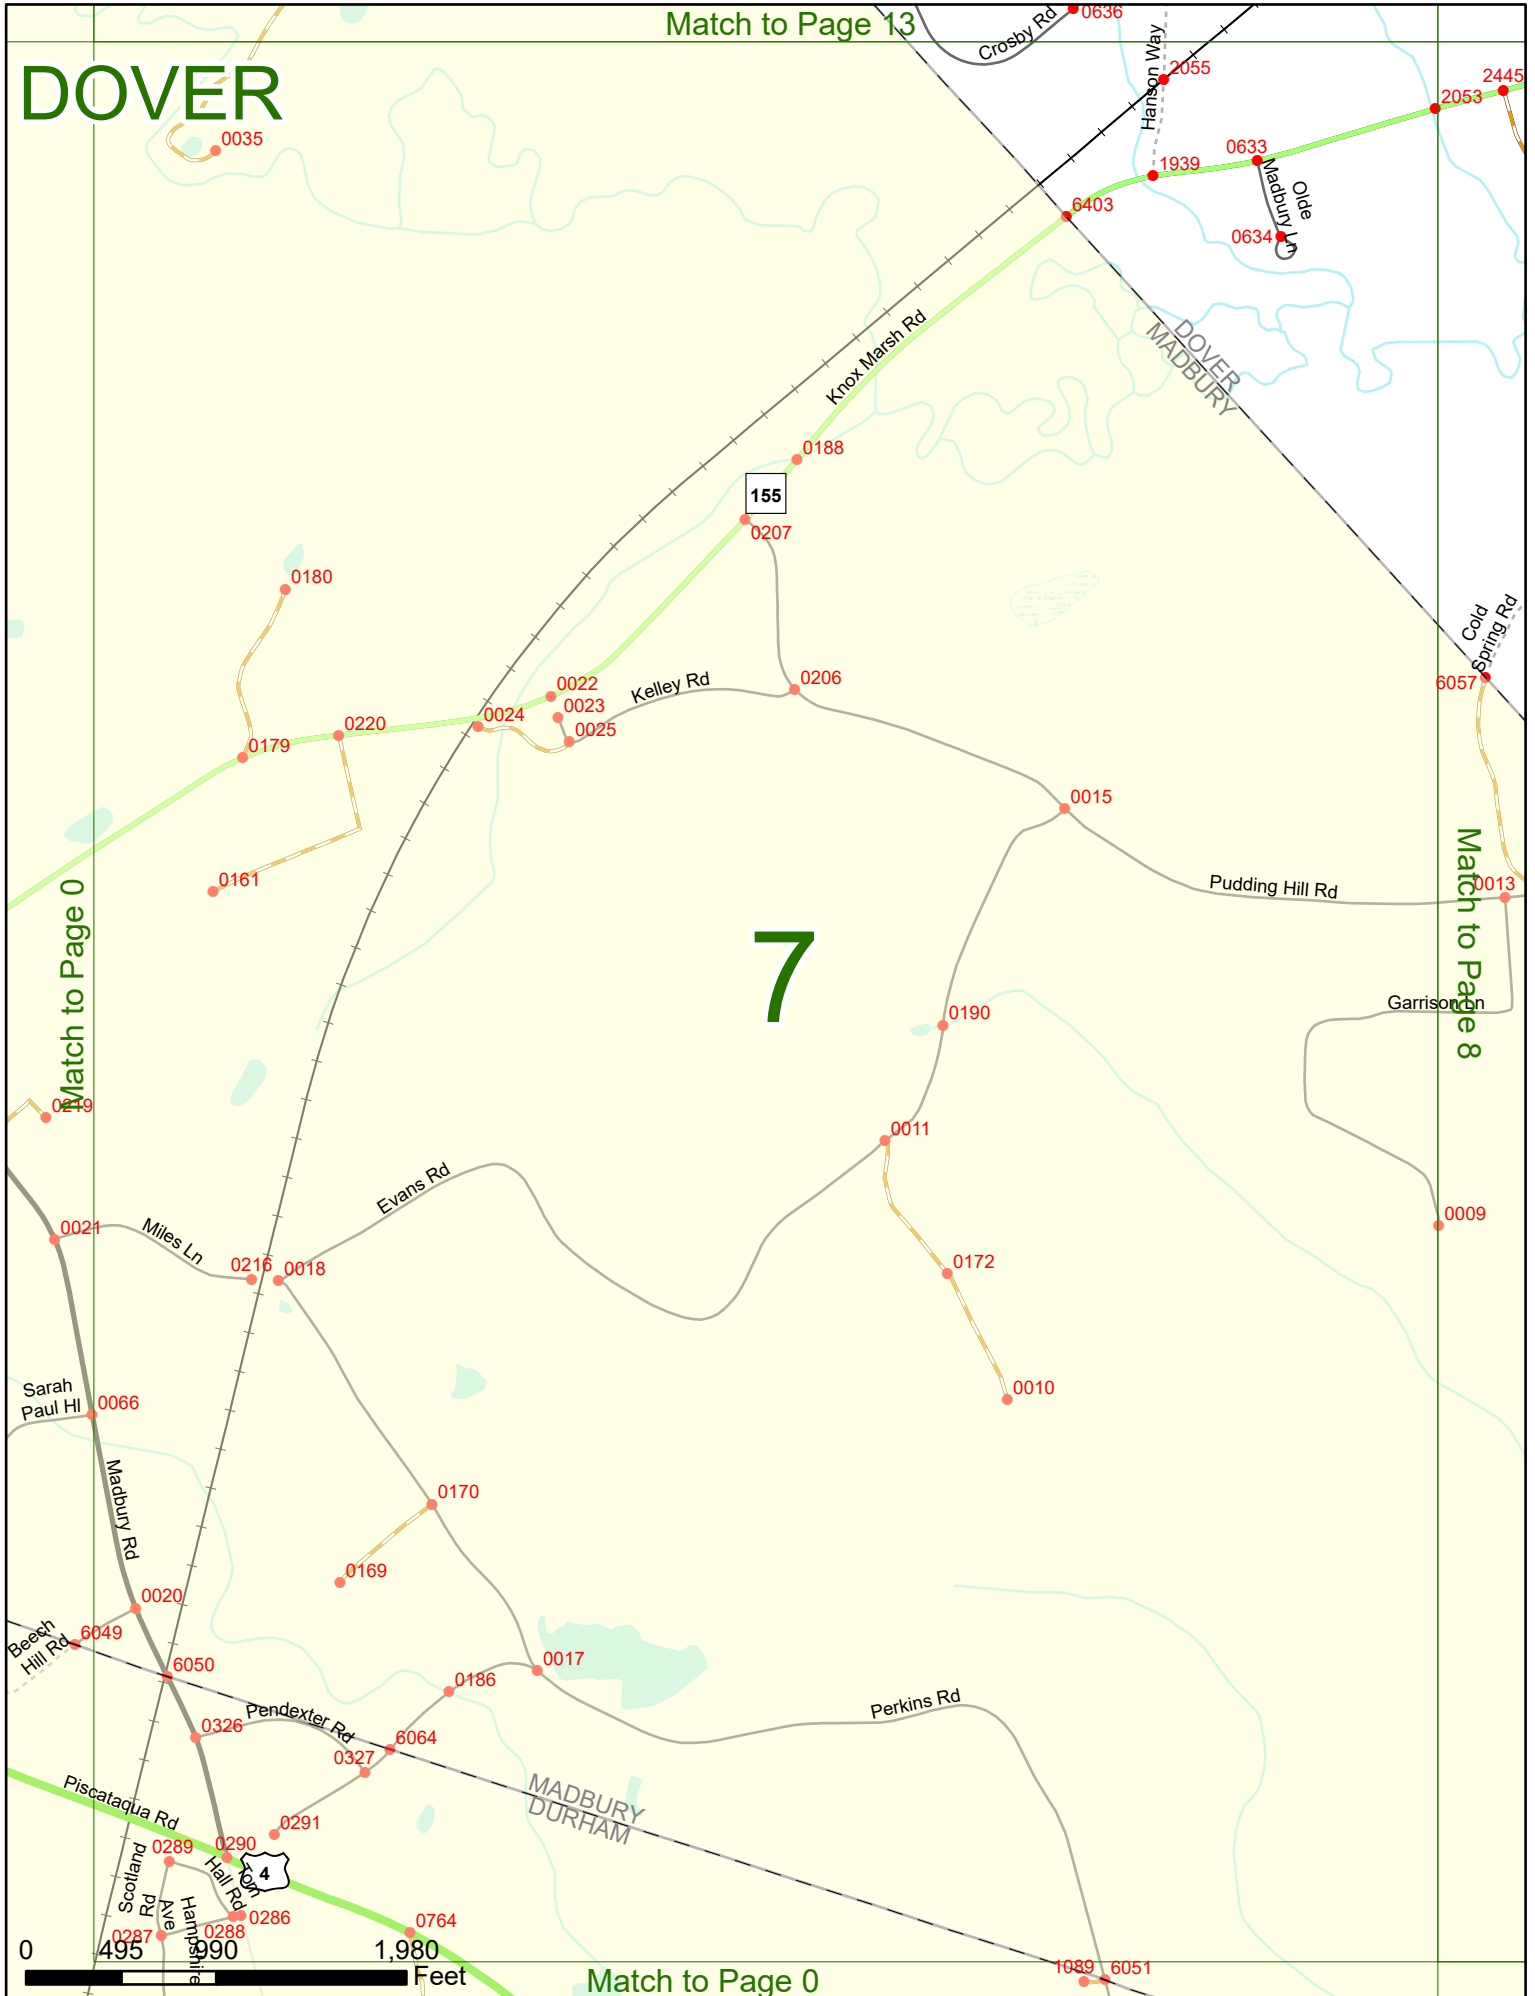 Match to Page 13
DOVER
0636
Crosby Rd
Hanson Way
2055
2445
2053
0035
0633
1939
Olde
Madbury Ln
6403
0634
Knox Marsh Rd
DOVER
MADBURY
0188
155
0207
0180
Cold
Spring Rd
6057
0206
Kelley Rd
0022
0023
0024
0025
0220
0179
0015
0161
Pudding Hill Rd
0013
Match to Page 0
Match to Page 8
7
Garrison Ln
0190
0219
0011
Evans Rd
0021
Miles Ln
0009
0216
0018
0172
Sarah
Paul Hl
0066
0010
Madbury Rd
0170
0169
0020
Beech
Hill Rd
6049
6050
0017
0186
Perkins Rd
Pendexter Rd
0326
6064
0327
Piscataqua Rd
MADBURY
DURHAM
0291
0290
0289
4
Scotland
Rd
Tom
Hall Rd
Hampshire
Ave
0286
0288
0287
0764
0
495
990
1,980
Feet
1089
6051
Match to Page 0